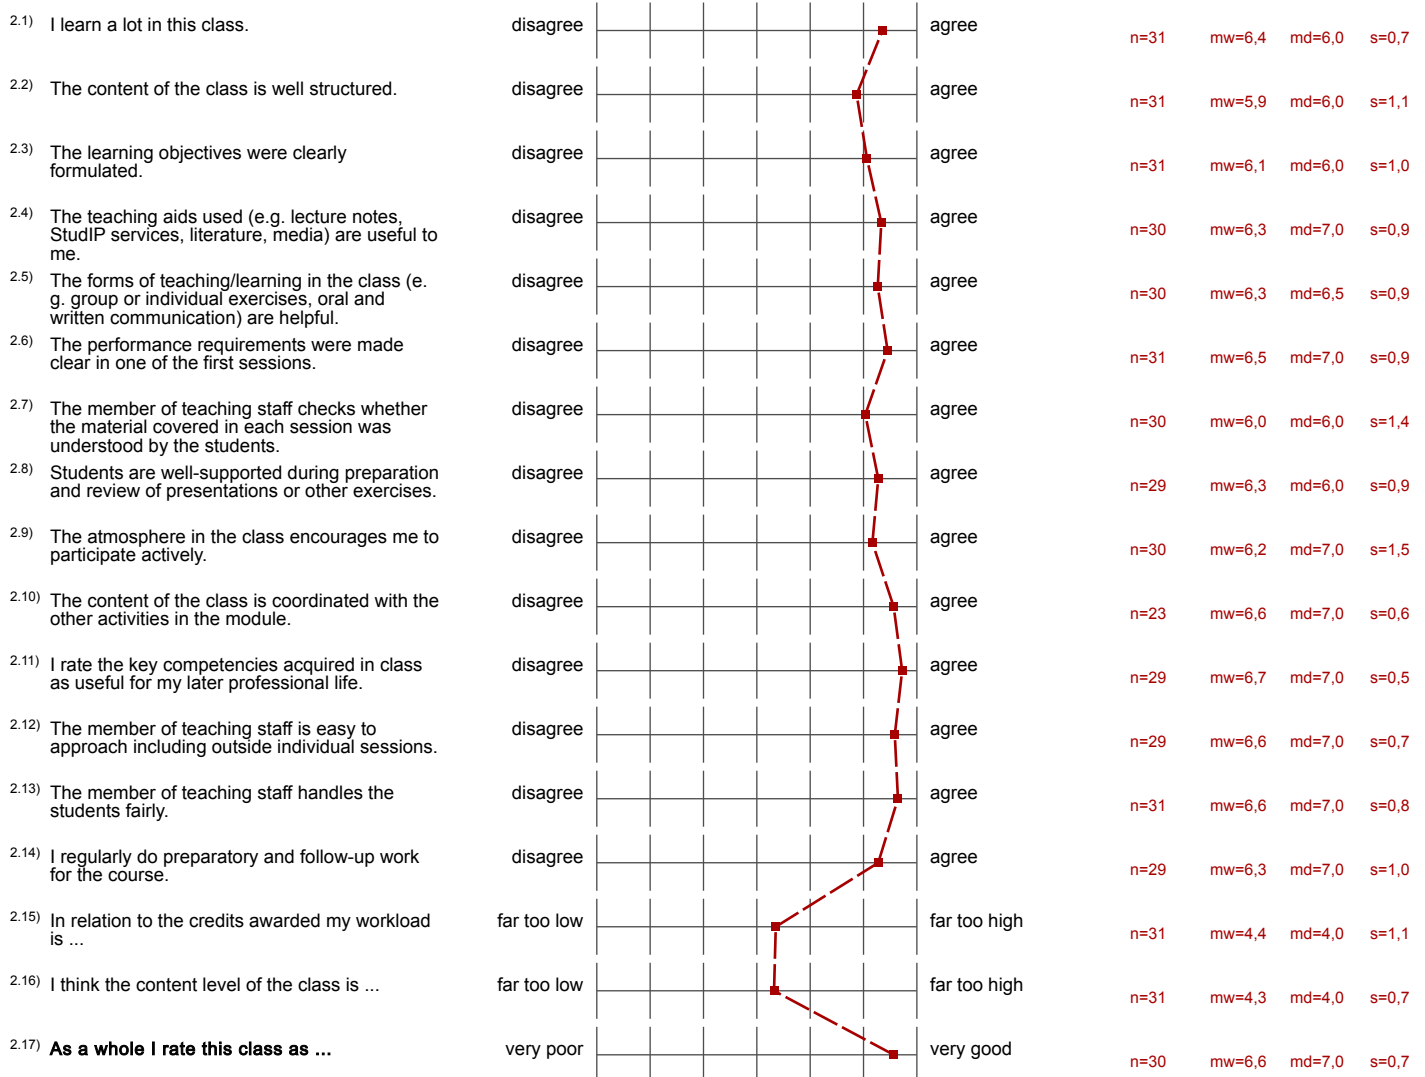 2.1) I learn a lot in this class. disagree agree n=31 mw=6,4 md=6,0 s=0,7
2.2) The content of the class is well structured. disagree agree n=31 mw=5,9 md=6,0 s=1,1
2.3) The learning objectives were clearly
formulated. disagree agree n=31 mw=6,1 md=6,0 s=1,0
2.4) The teaching aids used (e.g. lecture notes,
StudIP services, literature, media) are useful to
me. disagree agree n=30 mw=6,3 md=7,0 s=0,9
2.5) The forms of teaching/learning in the class (e.
g. group or individual exercises, oral and
written communication) are helpful. disagree agree n=30 mw=6,3 md=6,5 s=0,9
2.6) The performance requirements were made
clear in one of the first sessions. disagree agree n=31 mw=6,5 md=7,0 s=0,9
2.7) The member of teaching staff checks whether
the material covered in each session was
understood by the students. disagree agree n=30 mw=6,0 md=6,0 s=1,4
2.8) Students are well-supported during preparation
and review of presentations or other exercises. disagree agree n=29 mw=6,3 md=6,0 s=0,9
2.9) The atmosphere in the class encourages me to
participate actively. disagree agree n=30 mw=6,2 md=7,0 s=1,5
2.10) The content of the class is coordinated with the
other activities in the module. disagree agree n=23 mw=6,6 md=7,0 s=0,6
2.11) I rate the key competencies acquired in class
as useful for my later professional life. disagree agree n=29 mw=6,7 md=7,0 s=0,5
2.12) The member of teaching staff is easy to
approach including outside individual sessions. disagree agree n=29 mw=6,6 md=7,0 s=0,7
2.13) The member of teaching staff handles the
students fairly. disagree agree n=31 mw=6,6 md=7,0 s=0,8
2.14) I regularly do preparatory and follow-up work
for the course. disagree agree n=29 mw=6,3 md=7,0 s=1,0
2.15) In relation to the credits awarded my workload
is ... far too low far too high n=31 mw=4,4 md=4,0 s=1,1
2.16) I think the content level of the class is ... far too low far too high n=31 mw=4,3 md=4,0 s=0,7
2.17) As a whole I rate this class as ... very poor very good n=30 mw=6,6 md=7,0 s=0,7